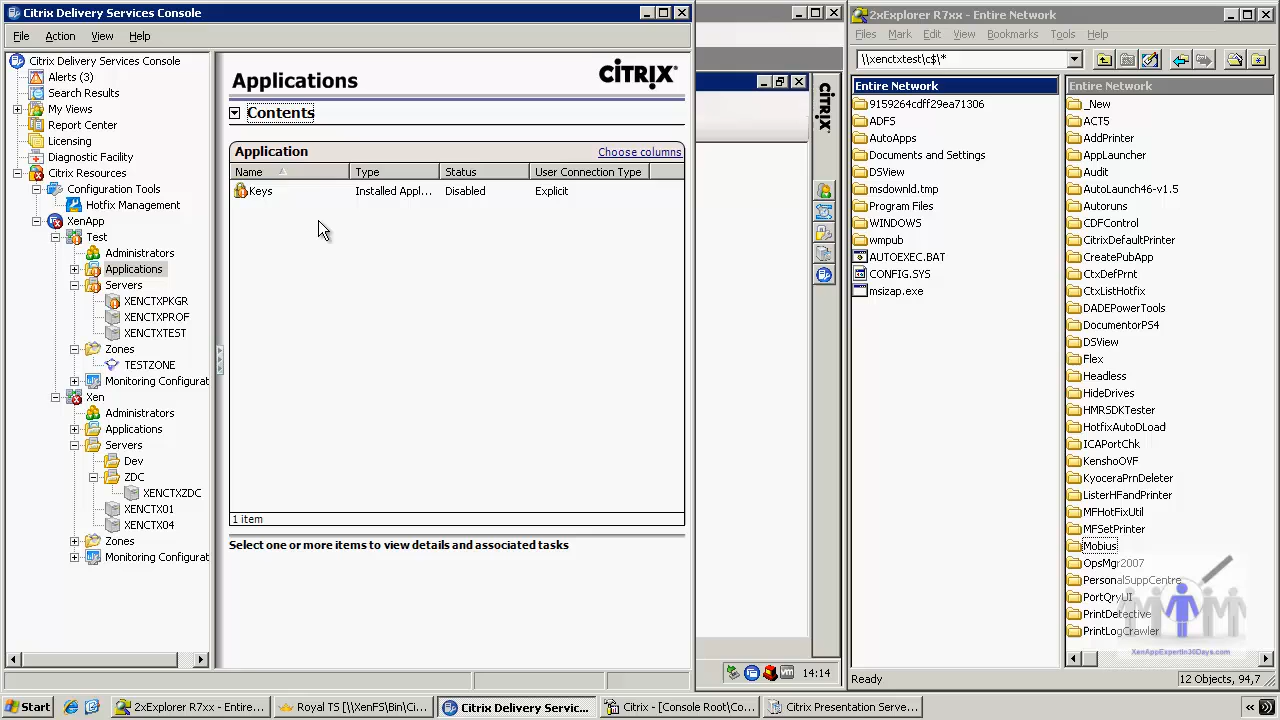 Citrix Delivery Services Console
File Action View Help
Citrix Delivery Services Console
Alerts (3)
Search Results
My Views
Report Center
Licensing
Diagnostic Facility
Citrix Resources
Configuration Tools
Hotfix Management
XenApp
Test
Administrators
Applications
Servers
XENCTXPKGR
XENCTXPROF
XENCTXTEST
Zones
TESTZONE
Monitoring Configurat
Xen
Administrators
Applications
Servers
Dev
ZDC
XENCTXZDC
XENCTX01
XENCTX04
Zones
Monitoring Configurat
Applications
CITRIX
Contents
Application Choose columns
Name Type Status User Connection Type
Keys Installed Appl... Disabled Explicit
1 item
Select one or more items to view details and associated tasks
CITRIX
14:14
2xExplorer R7xx - Entire Network
Files Mark Edit View Bookmarks Tools Help
\\xenctxtest\c$\*
Entire Network
9159264cdff29ea71306
ADFS
AutoApps
Documents and Settings
DSView
msdownld.tmp
Program Files
WINDOWS
wmpub
AUTOEXEC.BAT
CONFIG.SYS
msizap.exe
Entire Network
_New
ACT5
AddPrinter
AppLauncher
Audit
AutoLaunch46-v1.5
Autoruns
CDFControl
CitrixDefaultPrinter
CreatePubApp
CtxDefPrnt
CtxListHotfix
DADEPowerTools
DocumentorPS4
DSView
Flex
Headless
HideDrives
HMRSDKTester
HotfixAutoDLoad
ICAPortChk
KenshoOVF
KyoceraPrnDeleter
ListerHFandPrinter
MFHotFixUtil
MFSetPrinter
Mobius
OpsMgr2007
PersonalSuppCentre
PortQryUI
PrintDetective
PrintLogCrawler
XenAppExpertIn30Days.com
Ready
12 Objects, 94,7
Start
2xExplorer R7xx - Entire...
Royal TS [\\XenFS\Bin\Ci...
Citrix Delivery Servic...
Citrix - [Console Root\Co...
Citrix Presentation Serve...